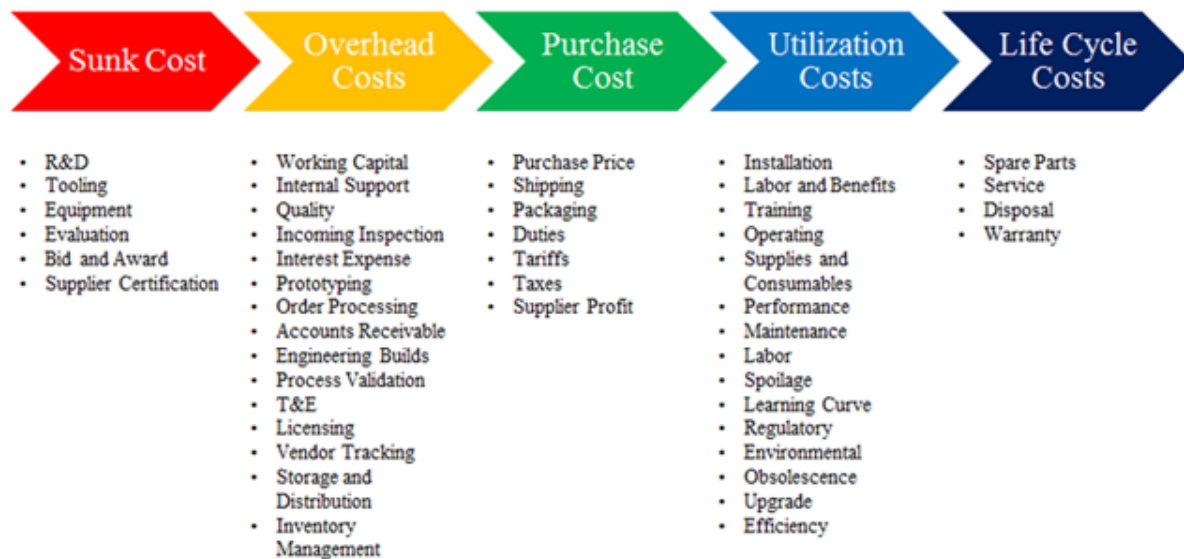 Sunk Cost
Overhead
Costs
Purchase
Cost
Utilization
Costs
Life Cycle
Costs
• R&D
• Tooling
• Equipment
• Evaluation
• Bid and Award
• Supplier Certification
• Working Capital
• Internal Support
• Quality
• Incoming Inspection
• Interest Expense
• Prototyping
• Order Processing
• Accounts Receivable
• Engineering Builds
• Process Validation
• T&E
• Licensing
• Vendor Tracking
• Storage and
Distribution
• Inventory
Management
• Purchase Price
• Shipping
• Packaging
• Duties
• Tariffs
• Taxes
• Supplier Profit
• Installation
• Labor and Benefits
• Training
• Operating
• Supplies and
Consumables
• Performance
• Maintenance
• Labor
• Spoilage
• Learning Curve
• Regulatory
• Environmental
• Obsolescence
• Upgrade
• Efficiency
• Spare Parts
• Service
• Disposal
• Warranty